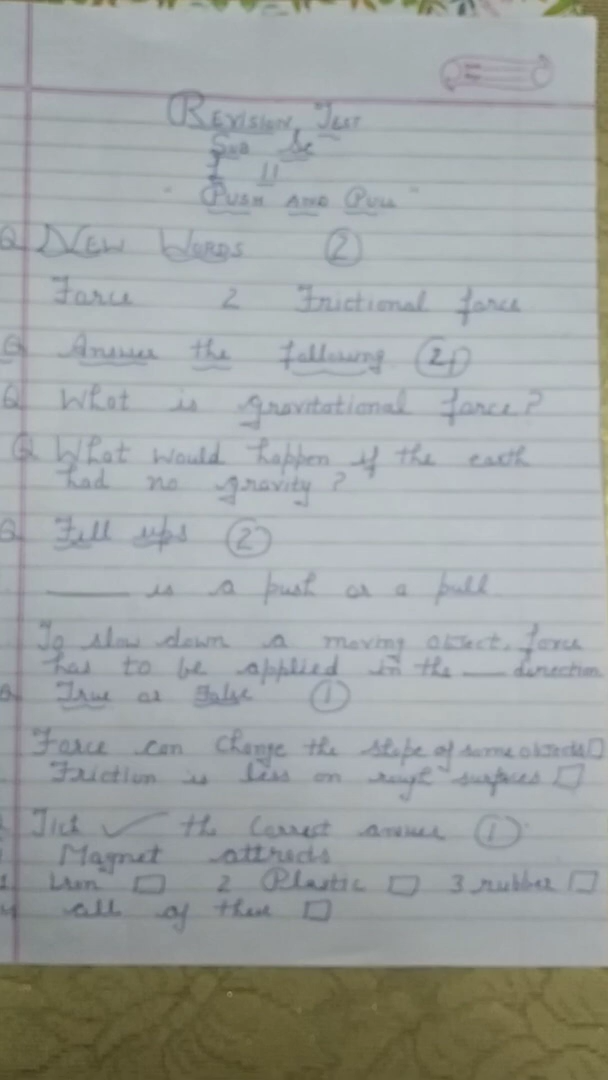 REVISION TEST
SUB SC
11
" PUSH AND PULL "
Q NEW WORDS (2)
Force 2 Frictional force
Q Answer the following (4)
Q What is gravitational force?
Q What would happen if the earth
had no gravity?
Q Fill ups (2)
____ is a push or a pull
To slow down a moving object, force
has to be applied in the ___ direction
Q True or False (1)
Force can change the shape of some objects □
Friction is less on rough surfaces □
Tick ✓ the correct answer (1)
Magnet attracts
1 Iron □ 2 Plastic □ 3 rubber □
4 all of these □